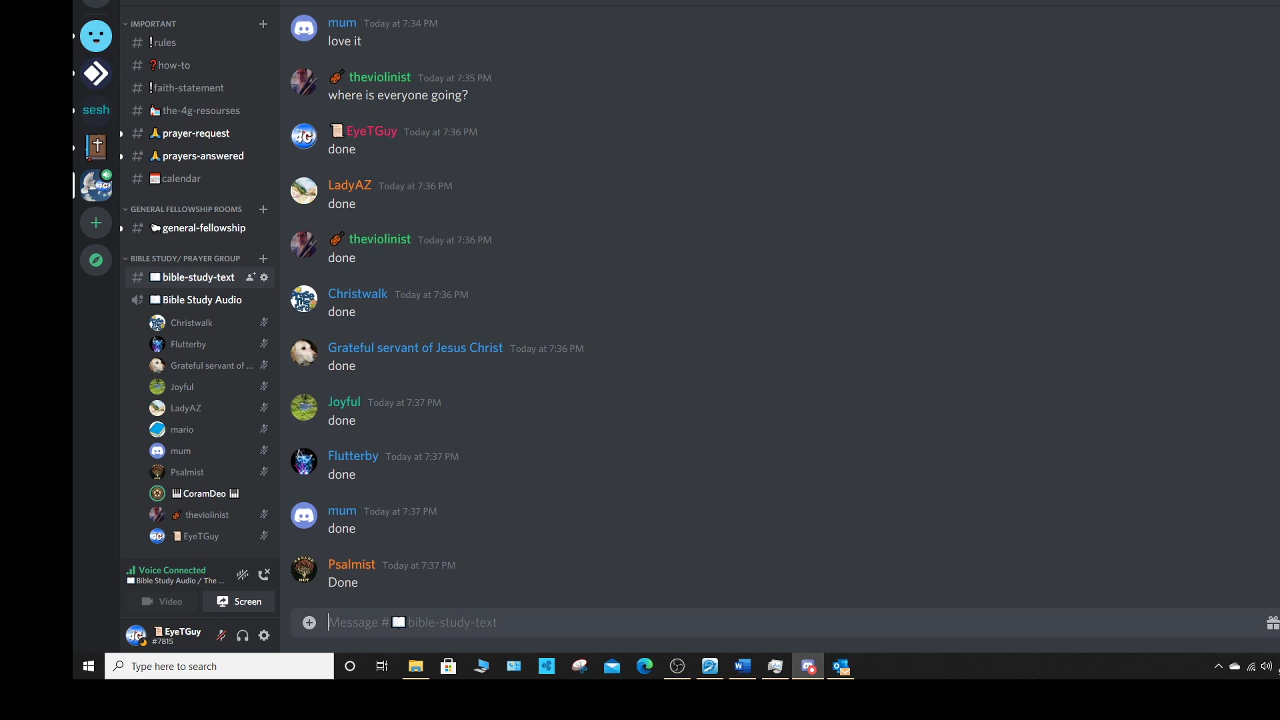 IMPORTANT
!rules
?how-to
!faith-statement
the-4g-resourses
prayer-request
prayers-answered
calendar
sesh
GENERAL FELLOWSHIP ROOMS
general-fellowship
BIBLE STUDY/ PRAYER GROUP
bible-study-text
Bible Study Audio
Christwalk
Flutterby
Grateful servant of ...
Joyful
LadyAZ
mario
mum
Psalmist
CoramDeo
theviolinist
EyeTGuy
Voice Connected
Bible Study Audio / The ...
Video
Screen
EyeTGuy
#7815
mum Today at 7:34 PM
love it
theviolinist Today at 7:35 PM
where is everyone going?
EyeTGuy Today at 7:36 PM
done
LadyAZ Today at 7:36 PM
done
theviolinist Today at 7:36 PM
done
Christwalk Today at 7:36 PM
done
Grateful servant of Jesus Christ Today at 7:36 PM
done
Joyful Today at 7:37 PM
done
Flutterby Today at 7:37 PM
done
mum Today at 7:37 PM
done
Psalmist Today at 7:37 PM
Done
Message # bible-study-text
Type here to search